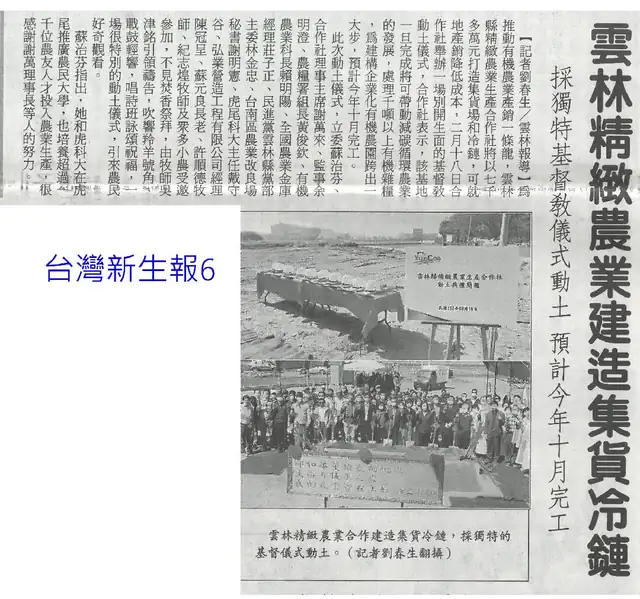 雲林精緻農業建造集貨冷鏈
採獨特基督教儀式動土 預計今年十月完工
【記者劉春生／雲林報導】為
推動有機農業產銷一條龍，雲林
縣精緻農業生產合作社將以七千
多萬元打造集貨場和冷鏈，可就
地產銷降低成本，二月十八日合
作社舉辦一場別開生面的基督教
動土儀式，合作社表示，該基地
一旦完成將可帶動減碳循環農業
的發展，處理千頓以上有機雜糧
，為建構企業化有機農園跨出一
大步，預計今年十月完工。
此次動土儀式，立委蘇治芬、
合作社理事主席謝萬來、監事余
明澄、農糧署組長黃俊欽、有機
農業科長賴明陽、全國農業金庫
經理莊子正、民進黨雲林縣黨部
主委林金忠、台南區農業改良場
秘書謝明憲、虎尾科大主任戴守
谷、弘業營造工程有限公司經理
陳冠呈、蘇元良長老、許順德牧
師、紀志煌牧師及眾多小農受邀
參加，不見焚香祭拜，由牧師吳
津銘引領禱告，吹響羚羊號角，
戰鼓輕響，唱詩班詠頌祝福，一
場很特別的動土儀式，引來農民
好奇觀看。
蘇治芬指出，她和虎科大在虎
尾推廣農民大學，也培養超過一
千位農友人才投入農業生產，很
感謝謝萬理事長等人的努力。
台灣新生報6
雲林精緻農業生產合作社
動土典禮簡報
雲林精緻農業合作建造集貨冷鏈，採獨特的
基督儀式動土。（記者劉春生翻攝）